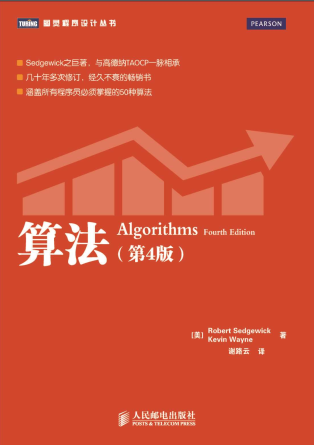 TURING 图灵程序设计丛书
PEARSON
Sedgewick之巨著，与高德纳TAOCP一脉相承
几十年多次修订，经久不衰的畅销书
涵盖所有程序员必须掌握的50种算法
算法 Algorithms Fourth Edition
（第4版）
[美] Robert Sedgewick
Kevin Wayne 著
谢路云 译
人民邮电出版社
POSTS & TELECOM PRESS